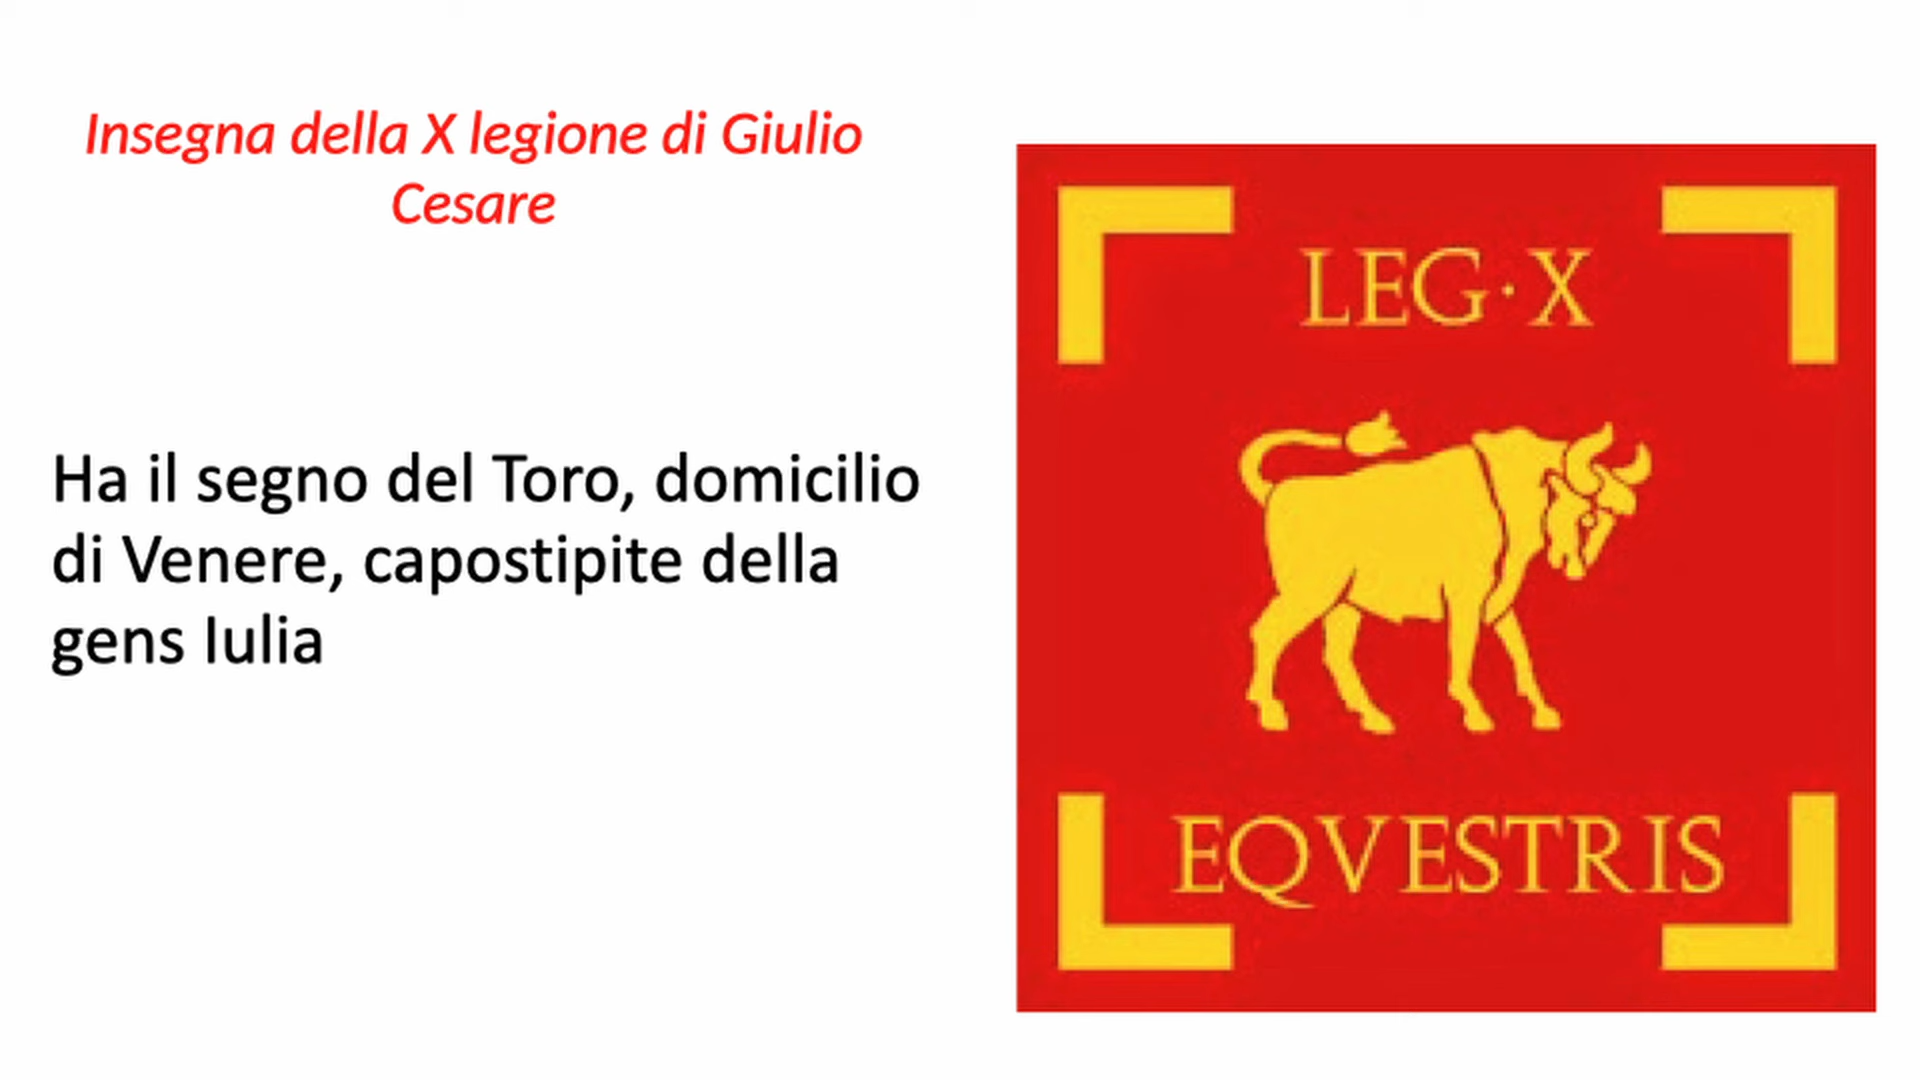 Insegna della X legione di Giulio
Cesare
Ha il segno del Toro, domicilio
di Venere, capostipite della
gens Iulia
LEG·X
EQVESTRIS